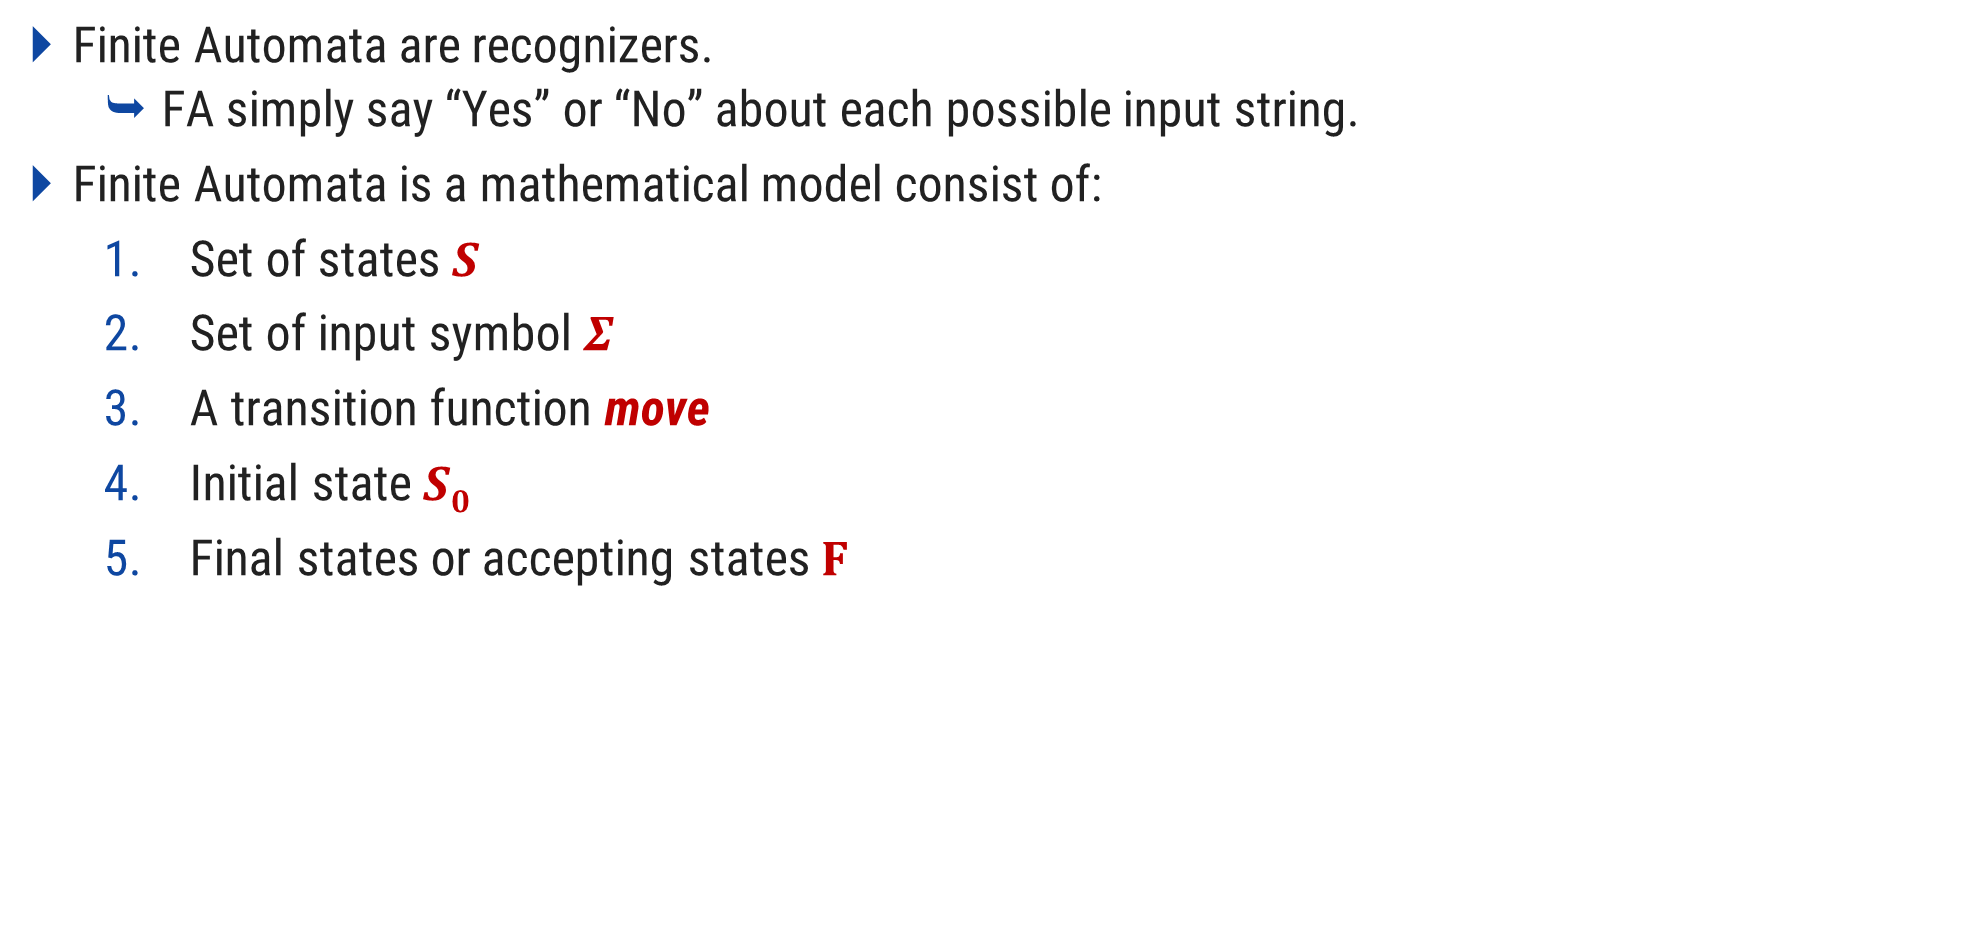 Finite Automata are recognizers.
FA simply say “Yes” or “No” about each possible input string.
Finite Automata is a mathematical model consist of:
1. Set of states S
2. Set of input symbol Σ
3. A transition function move
4. Initial state S₀
5. Final states or accepting states F